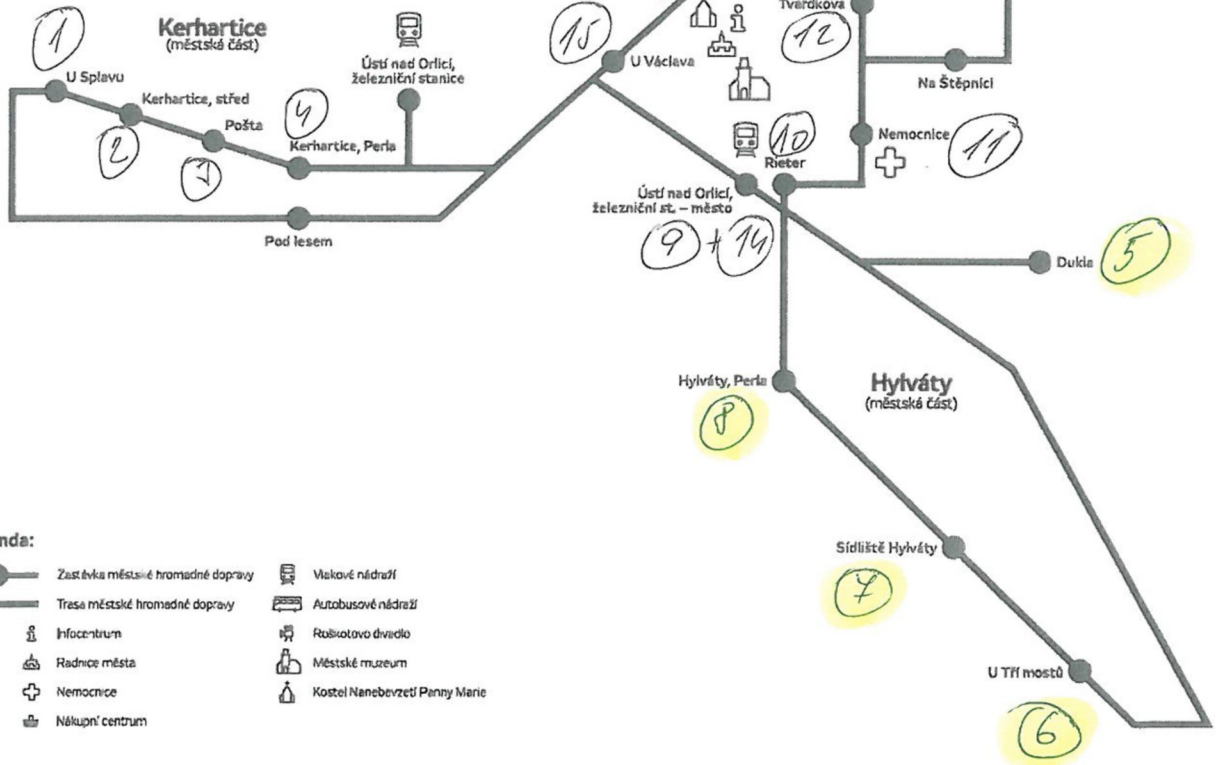 1
Kerhartice
(městská část)
Ústí nad Orlicí,
železniční stanice
15
U Václava
Tvardkova
12
Na Štěpnici
U Splavu
Kerhartice, střed
2
Pošta
3
4
Kerhartice, Perla
Pod lesem
10
Rieter
Nemocnice
11
Ústí nad Orlicí,
železniční st. – město
9 + 14
Dukla
5
Hylváty, Perla
8
Hylváty
(městská část)
Sídliště Hylváty
7
U Tří mostů
6
nda:
Zastávka městské hromadné dopravy
Trasa městské hromadné dopravy
Infocentrum
Radnice města
Nemocnice
Nákupní centrum
Vlakové nádraží
Autobusové nádraží
Roškotovo divadlo
Městské muzeum
Kostel Nanebevzetí Panny Marie